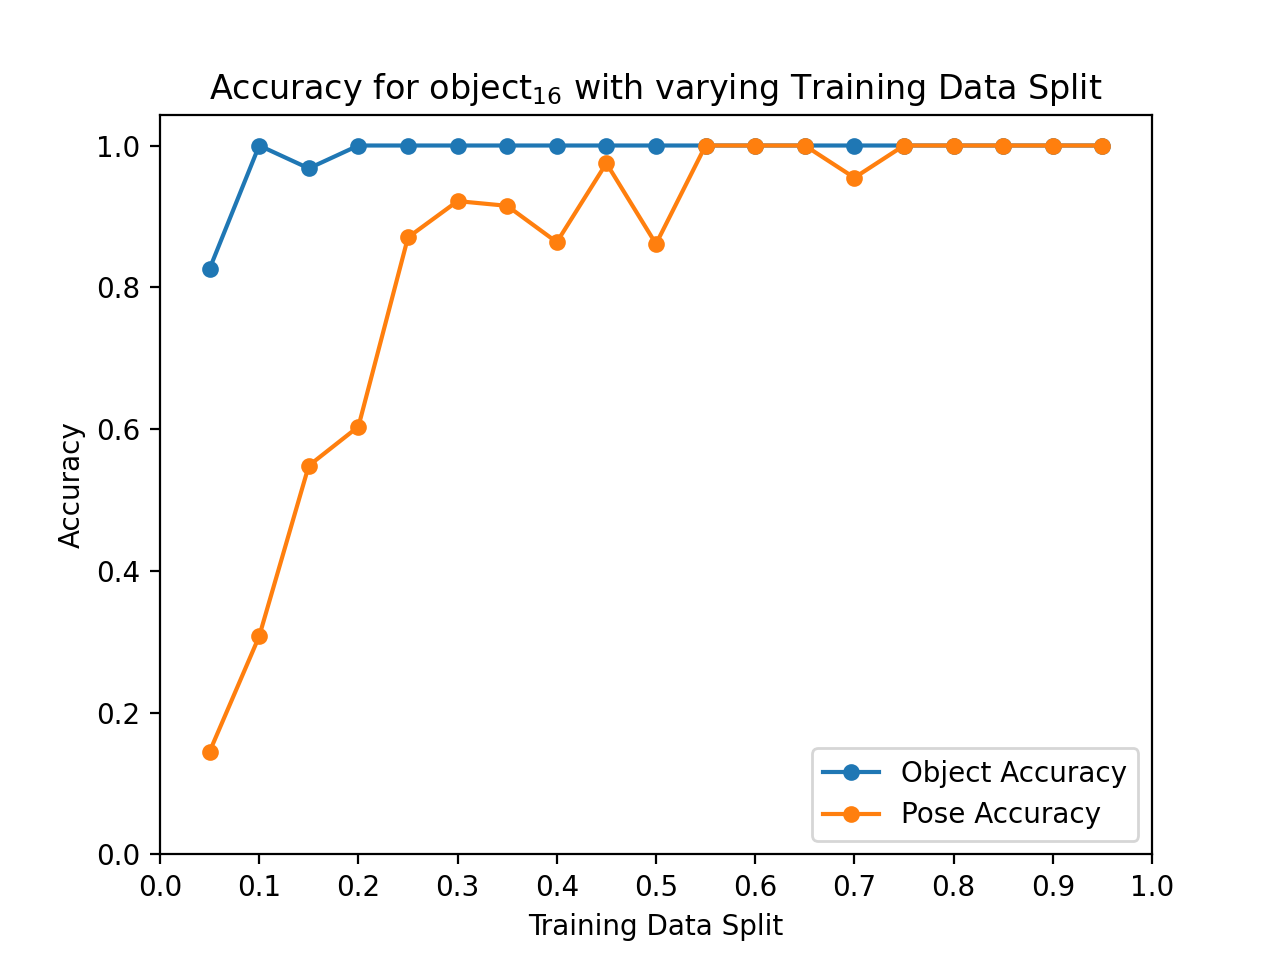 Accuracy for object₁₆ with varying Training Data Split
1.0
0.8
0.6
0.4
0.2
0.0
Accuracy
0.0 0.1 0.2 0.3 0.4 0.5 0.6 0.7 0.8 0.9 1.0
Training Data Split
Object Accuracy
Pose Accuracy